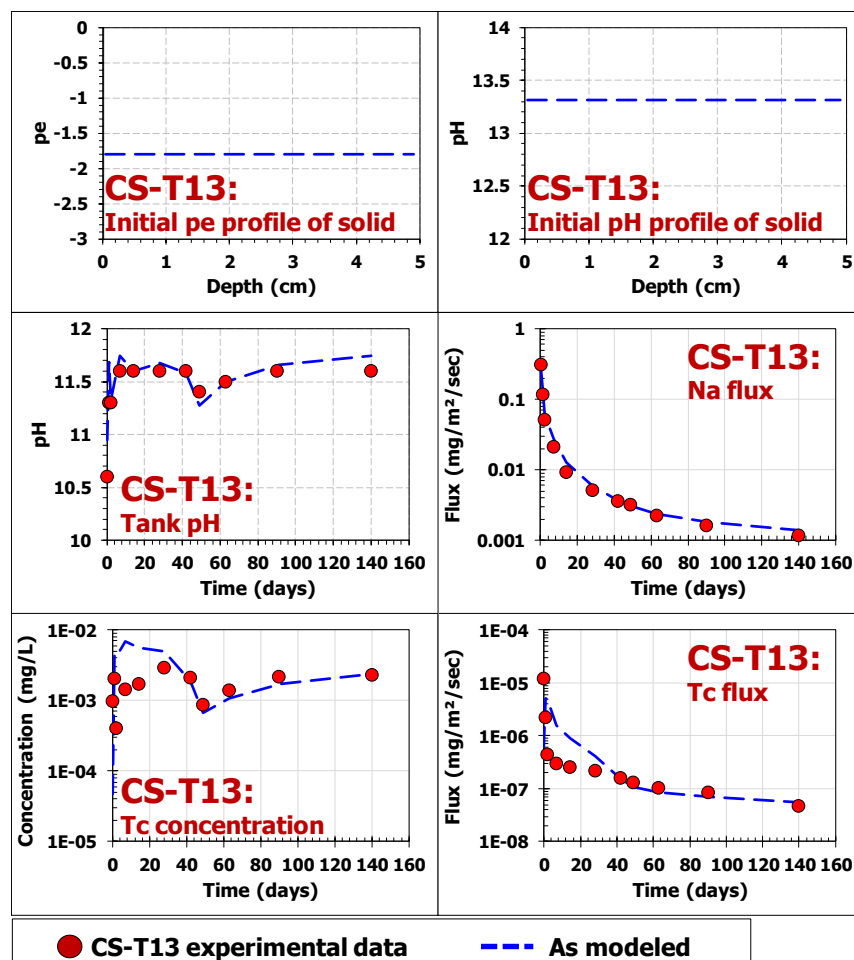 0
-0.5
-1
-1.5
-2
-2.5
-3
pe
CS-T13:
Initial pe profile of solid
0 1 2 3 4 5
Depth (cm)
14
13.5
13
12.5
12
pH
CS-T13:
Initial pH profile of solid
0 1 2 3 4 5
Depth (cm)
12
11.5
11
10.5
10
pH
CS-T13:
Tank pH
0 20 40 60 80 100 120 140 160
Time (days)
1
0.1
0.01
0.001
Flux (mg/m²/sec)
CS-T13:
Na flux
0 20 40 60 80 100 120 140 160
Time (days)
1E-02
1E-03
1E-04
1E-05
Concentration (mg/L)
CS-T13:
Tc concentration
0 20 40 60 80 100 120 140 160
Time (days)
1E-04
1E-05
1E-06
1E-07
1E-08
Flux (mg/m²/sec)
CS-T13:
Tc flux
0 20 40 60 80 100 120 140 160
Time (days)
CS-T13 experimental data
As modeled